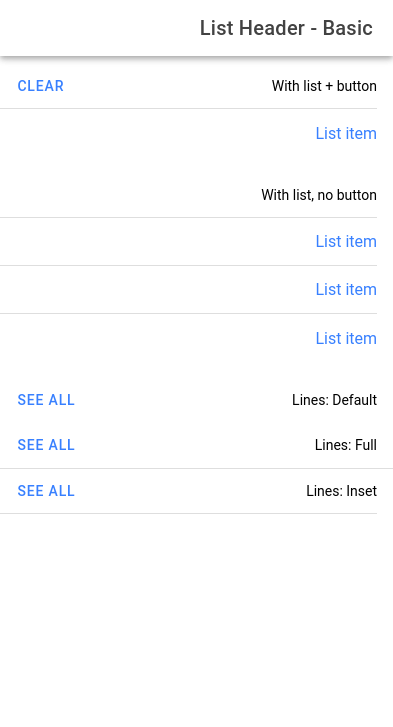 List Header - Basic
With list + button CLEAR
List item
With list, no button
List item
List item
List item
Lines: Default SEE ALL
Lines: Full SEE ALL
Lines: Inset SEE ALL